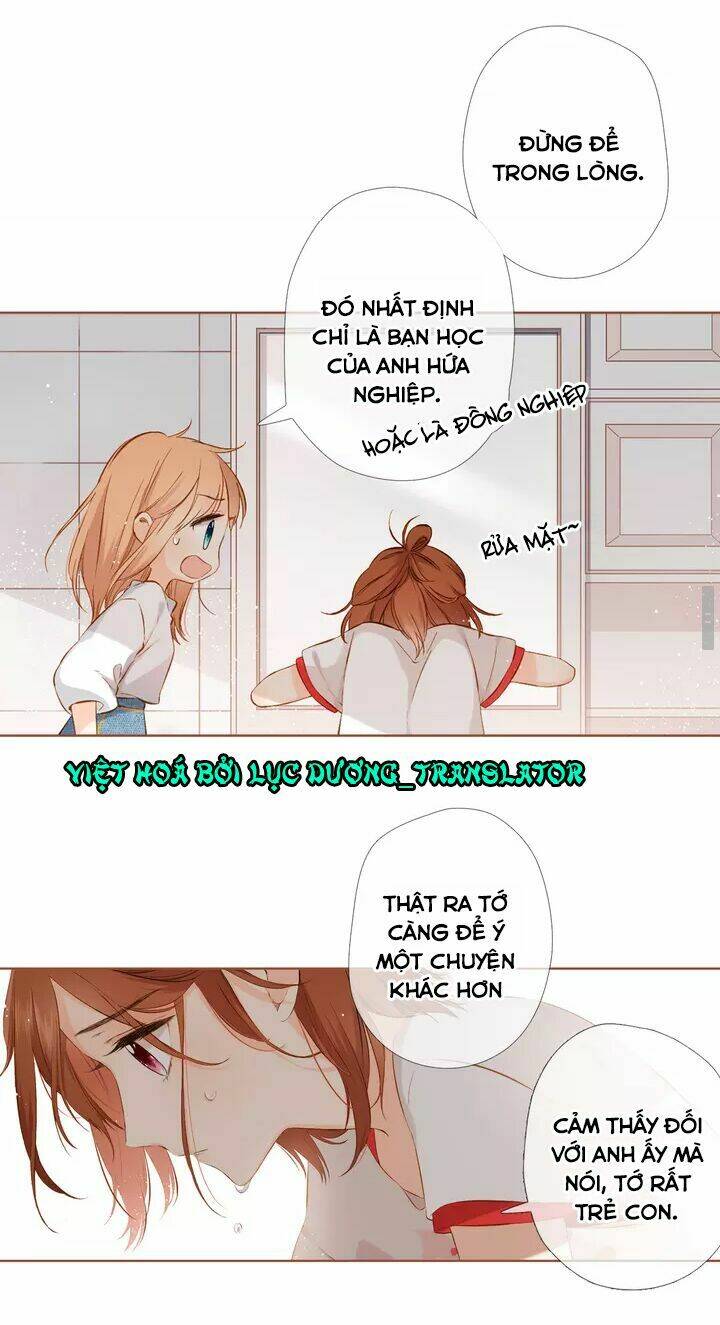 ĐỪNG ĐỂ
TRONG LÒNG.
ĐÓ NHẤT ĐỊNH
CHỈ LÀ BẠN HỌC
CỦA ANH HỨA
NGHIỆP.
HOẶC LÀ ĐỒNG NGHIỆP
RỬA MẶT~
VIỆT HOÁ BỞI LỤC DƯƠNG_TRANSLATOR
THẬT RA TỚ
CÀNG ĐỂ Ý
MỘT CHUYỆN
KHÁC HƠN
CẢM THẤY ĐỐI
VỚI ANH ẤY MÀ
NÓI, TỚ RẤT
TRẺ CON.